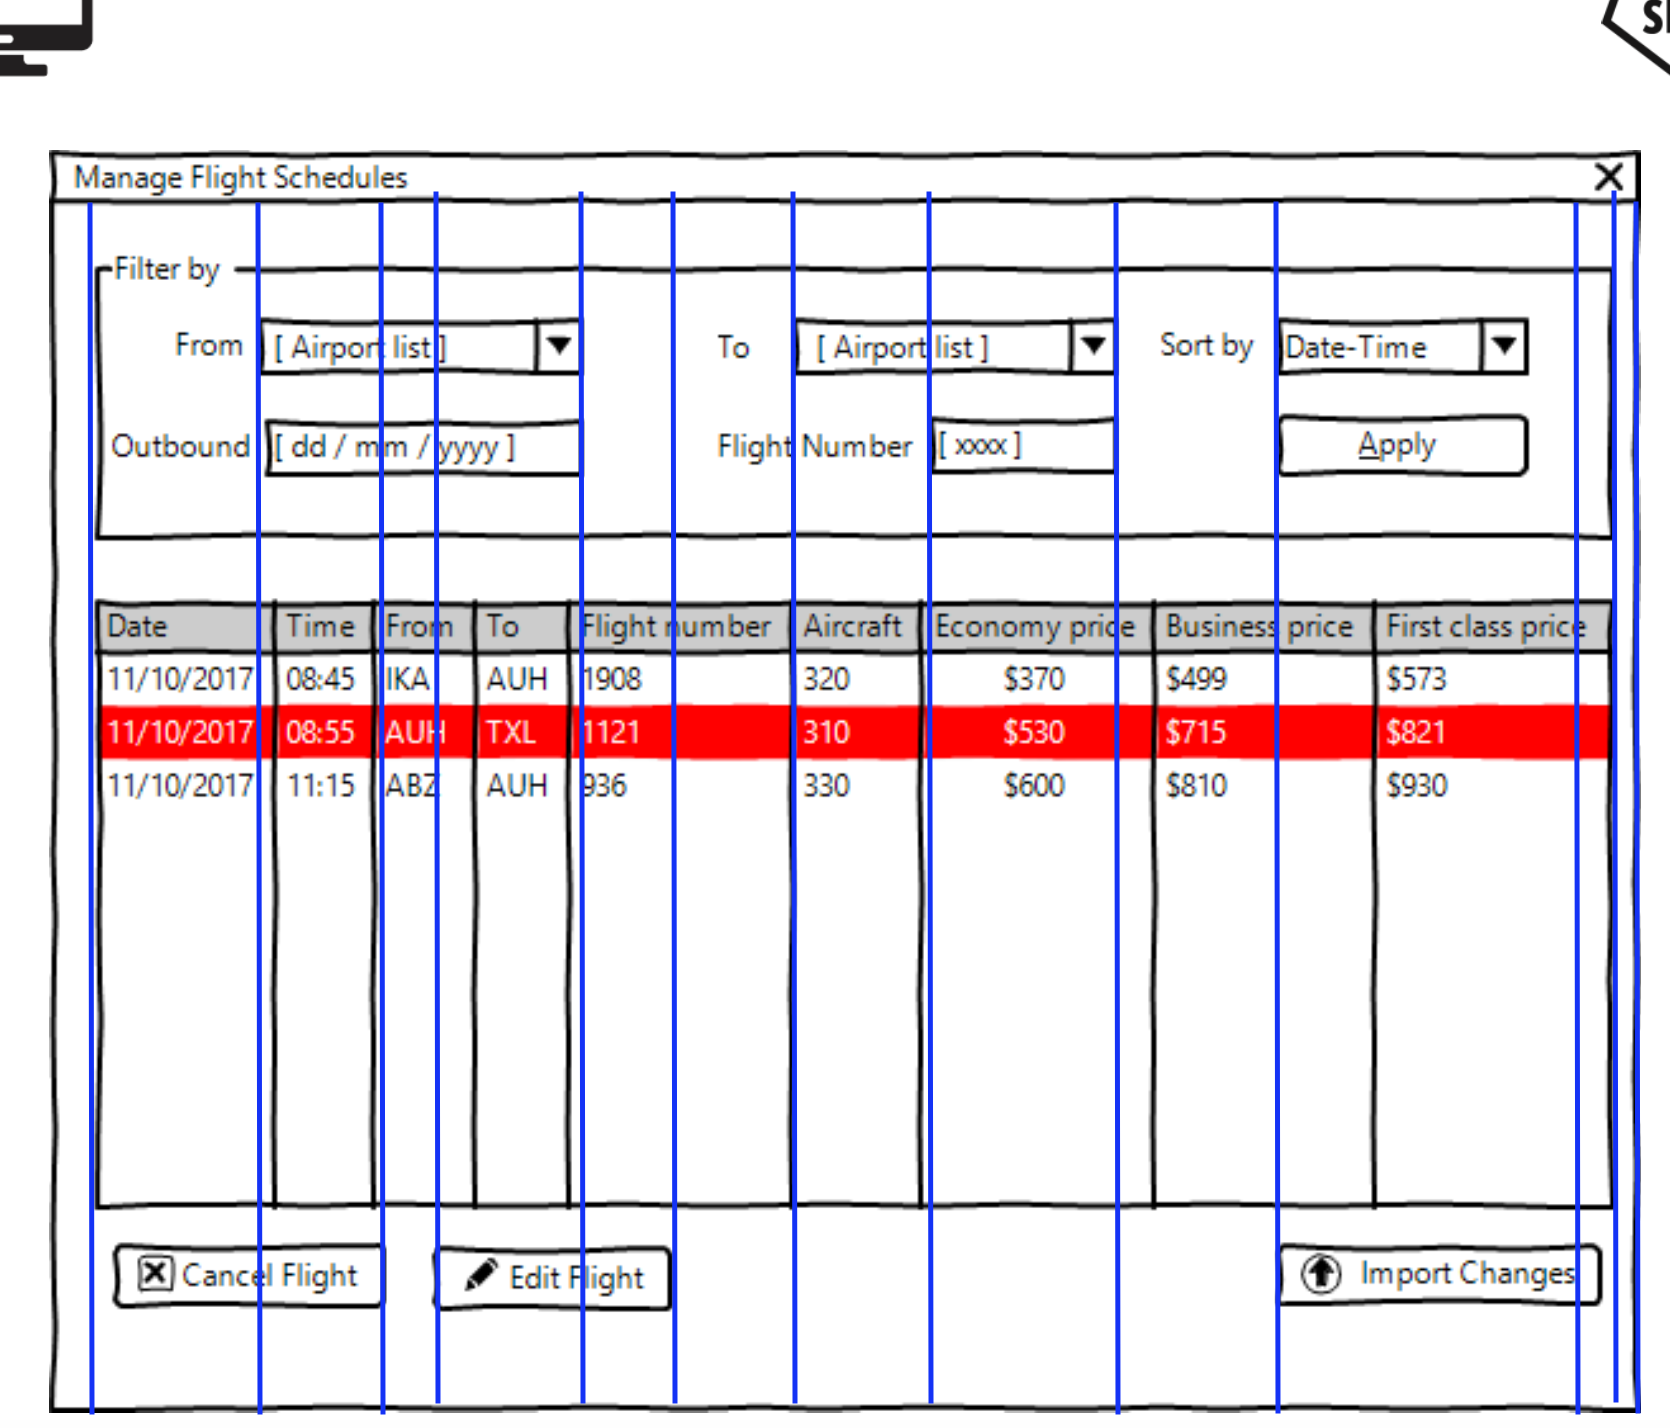 Manage Flight Schedules
Filter by
From [ Airport list ] To [ Airport list ] Sort by Date-Time
Outbound [ dd / mm / yyyy ] Flight Number [ xxxx ] Apply
Date Time From To Flight number Aircraft Economy price Business price First class price
11/10/2017 08:45 IKA AUH 1908 320 $370 $499 $573
11/10/2017 08:55 AUH TXL 1121 310 $530 $715 $821
11/10/2017 11:15 ABZ AUH 936 330 $600 $810 $930
Cancel Flight Edit Flight Import Changes